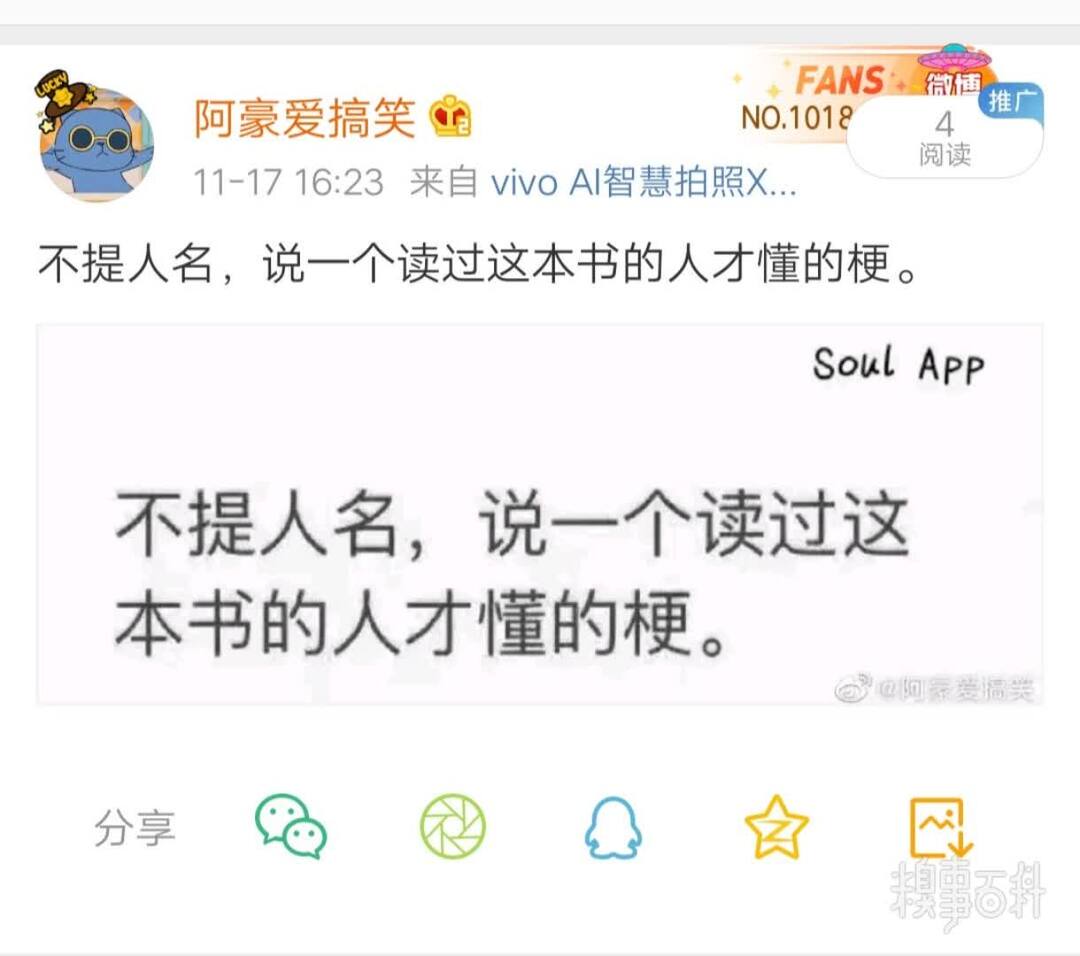 LUCKY
FANS
微博
阿豪爱搞笑
NO.1018
推广
4
阅读
11-17 16:23 来自 vivo AI智慧拍照X...
不提人名，说一个读过这本书的人才懂的梗。
Soul App
不提人名，说一个读过这
本书的人才懂的梗。
@阿豪爱搞笑
分享
糗事百科